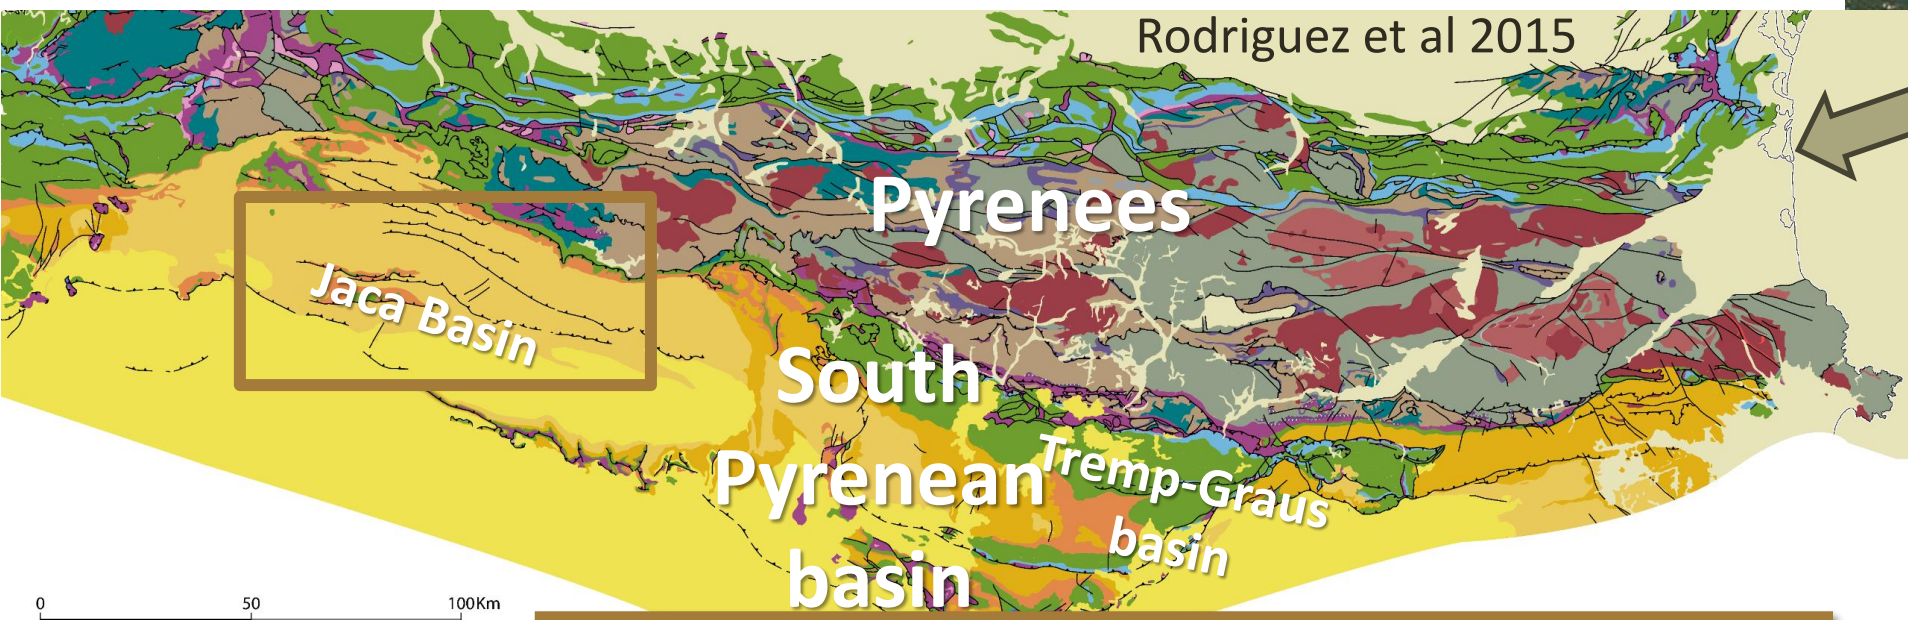 Rodriguez et al 2015
Pyrenees
Jaca Basin
South
Pyrenean
basin
Tremp-Graus
basin
0 50 100Km